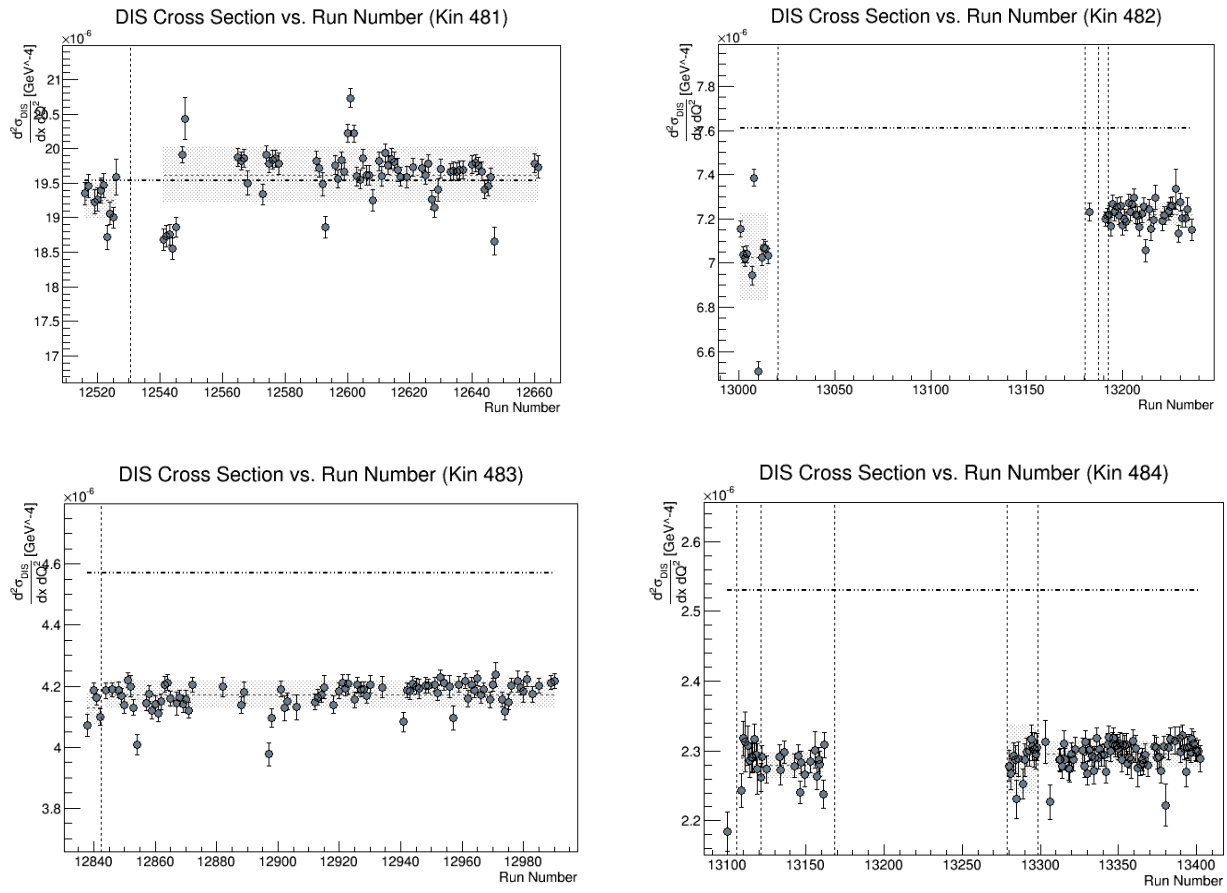 DIS Cross Section vs. Run Number (Kin 481)
×10⁻⁶
d²σ_DIS
dx dQ²
[GeV^-4]
21
20.5
20
19.5
19
18.5
18
17.5
17
12520 12540 12560 12580 12600 12620 12640 12660
Run Number
DIS Cross Section vs. Run Number (Kin 482)
×10⁻⁶
d²σ_DIS
dx dQ²
[GeV^-4]
7.8
7.6
7.4
7.2
7
6.8
6.6
13000 13050 13100 13150 13200
Run Number
DIS Cross Section vs. Run Number (Kin 483)
×10⁻⁶
d²σ_DIS
dx dQ²
[GeV^-4]
4.6
4.4
4.2
4
3.8
12840 12860 12880 12900 12920 12940 12960 12980
Run Number
DIS Cross Section vs. Run Number (Kin 484)
×10⁻⁶
d²σ_DIS
dx dQ²
[GeV^-4]
2.6
2.5
2.4
2.3
2.2
13100 13150 13200 13250 13300 13350 13400
Run Number